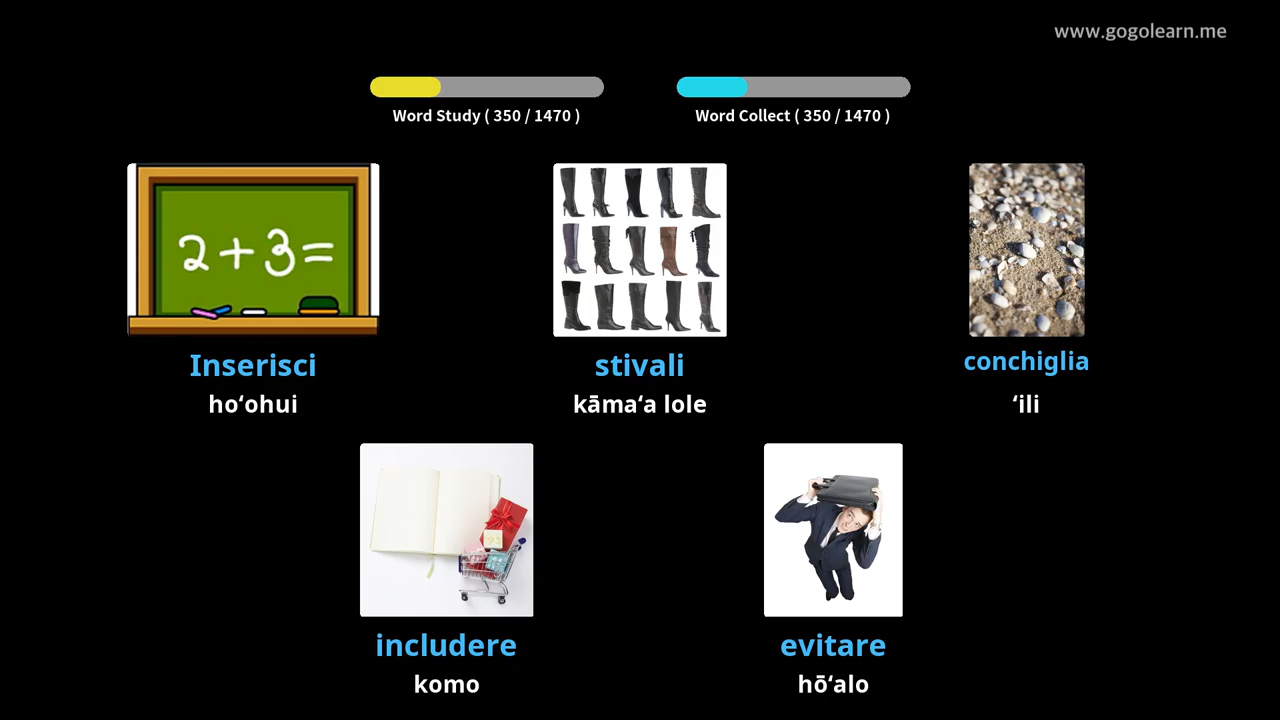 www.gogolearn.me
Word Study ( 350 / 1470 )
Word Collect ( 350 / 1470 )
2+3=
Inserisci
stivali
conchiglia
hoʻohui
kāmaʻa lole
ʻili
includere
evitare
komo
hōʻalo